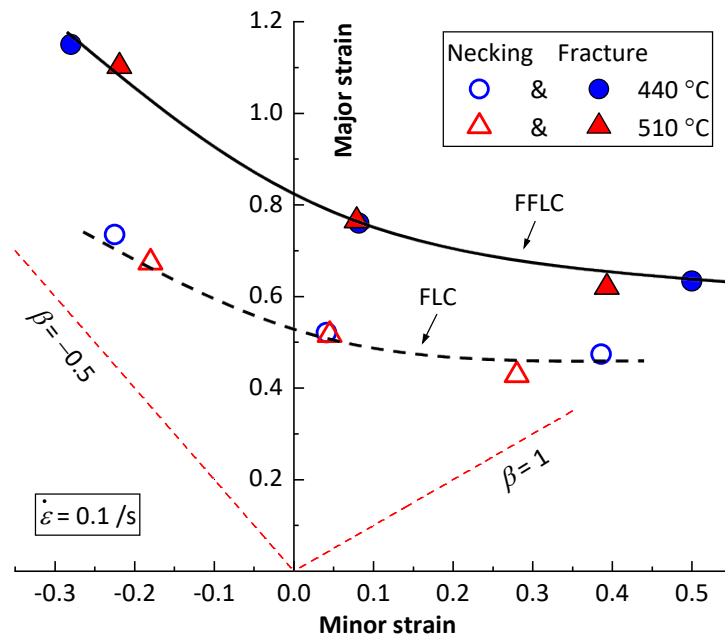 Necking Fracture
& 440 °C
& 510 °C
Major strain
1.2
1.0
0.8
0.6
0.4
0.2
FFLC
FLC
β = −0.5
β = 1
ε̇ = 0.1 /s
-0.3 -0.2 -0.1 0.0 0.1 0.2 0.3 0.4 0.5
Minor strain